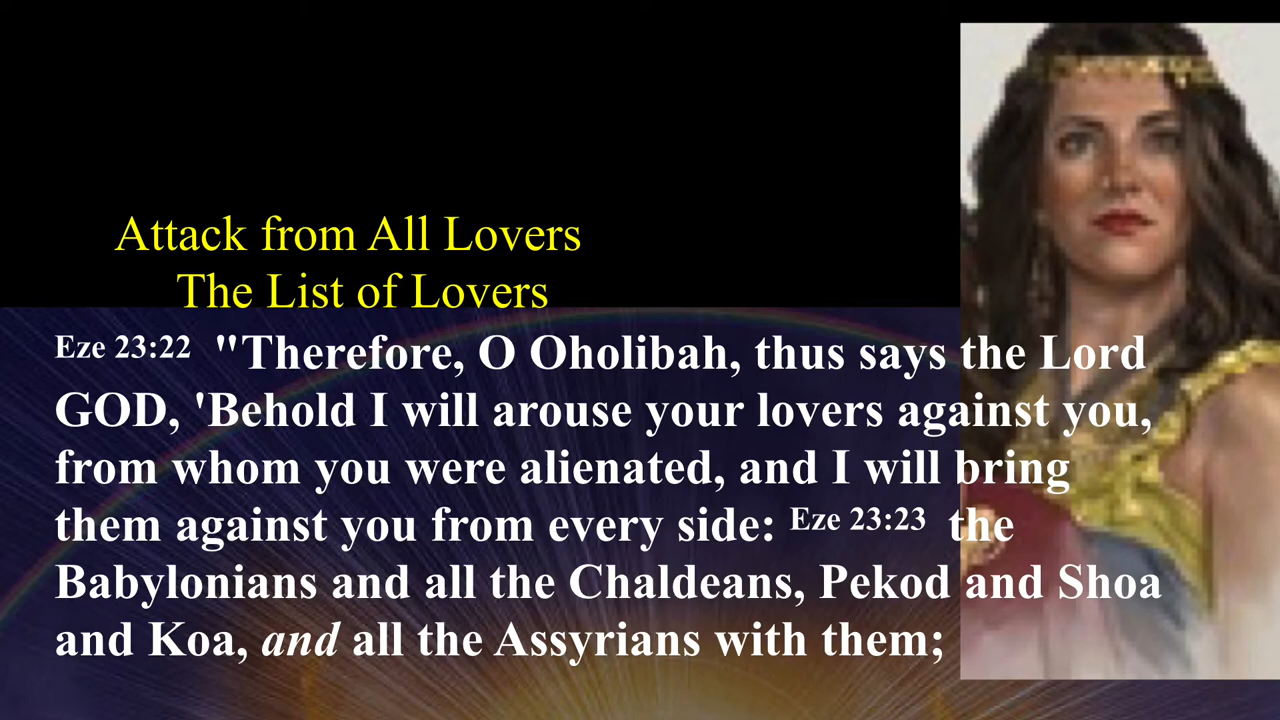 Attack from All Lovers
The List of Lovers
Eze 23:22 "Therefore, O Oholibah, thus says the Lord
GOD, 'Behold I will arouse your lovers against you,
from whom you were alienated, and I will bring
them against you from every side: Eze 23:23 the
Babylonians and all the Chaldeans, Pekod and Shoa
and Koa, and all the Assyrians with them;